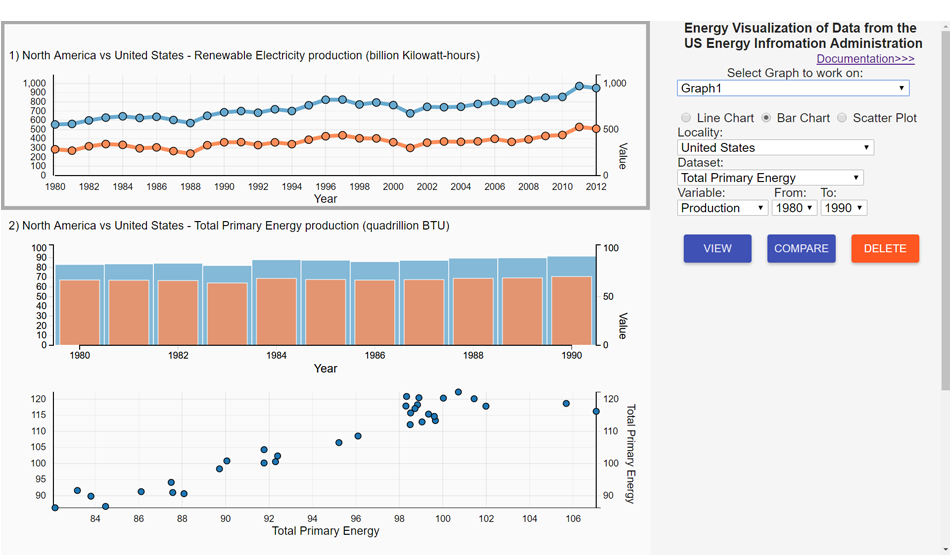 1) North America vs United States - Renewable Electricity production (billion Kilowatt-hours)
1,000
900
800
700
600
500
400
300
200
100
0
1,000
500
0
Value
1980 1982 1984 1986 1988 1990 1992 1994 1996 1998 2000 2002 2004 2006 2008 2010 2012
Year
2) North America vs United States - Total Primary Energy production (quadrillion BTU)
100
90
80
70
60
50
40
30
20
10
0
100
50
0
Value
1980 1982 1984 1986 1988 1990
Year
120
115
110
105
100
95
90
120
110
100
90
Total Primary Energy
84 86 88 90 92 94 96 98 100 102 104 106
Total Primary Energy
Energy Visualization of Data from the
US Energy Infromation Administration
Documentation>>>
Select Graph to work on:
Graph1
Line Chart Bar Chart Scatter Plot
Locality:
United States
Dataset:
Total Primary Energy
Variable: From: To:
Production 1980 1990
VIEW COMPARE DELETE